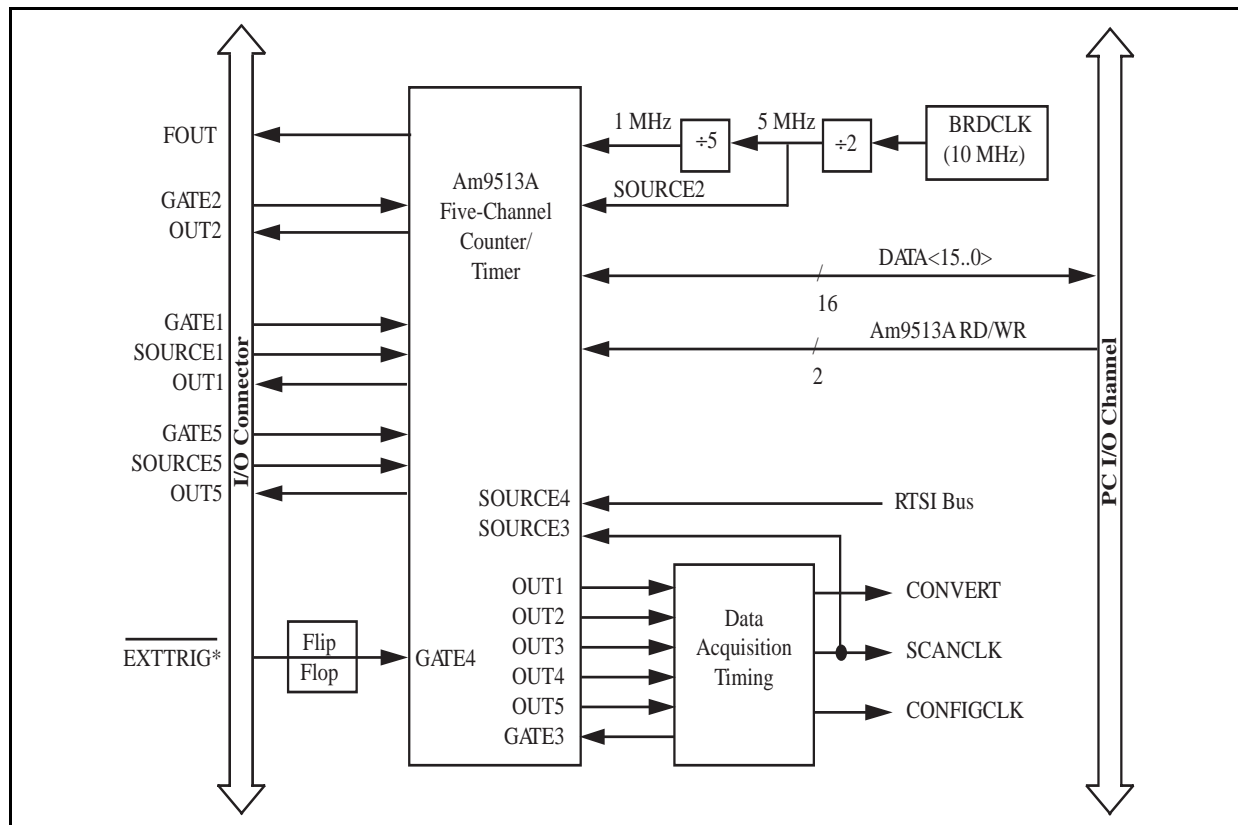 FOUT
GATE2
OUT2
GATE1
SOURCE1
OUT1
GATE5
SOURCE5
OUT5
EXTTRIG*
I/O Connector
Flip
Flop
Am9513A
Five-Channel
Counter/
Timer
GATE4
SOURCE4
SOURCE3
OUT1
OUT2
OUT3
OUT4
OUT5
GATE3
1 MHz
÷5
5 MHz
÷2
BRDCLK
(10 MHz)
SOURCE2
DATA<15..0>
16
Am9513A RD/WR
2
RTSI Bus
Data
Acquisition
Timing
CONVERT
SCANCLK
CONFIGCLK
PC I/O Channel